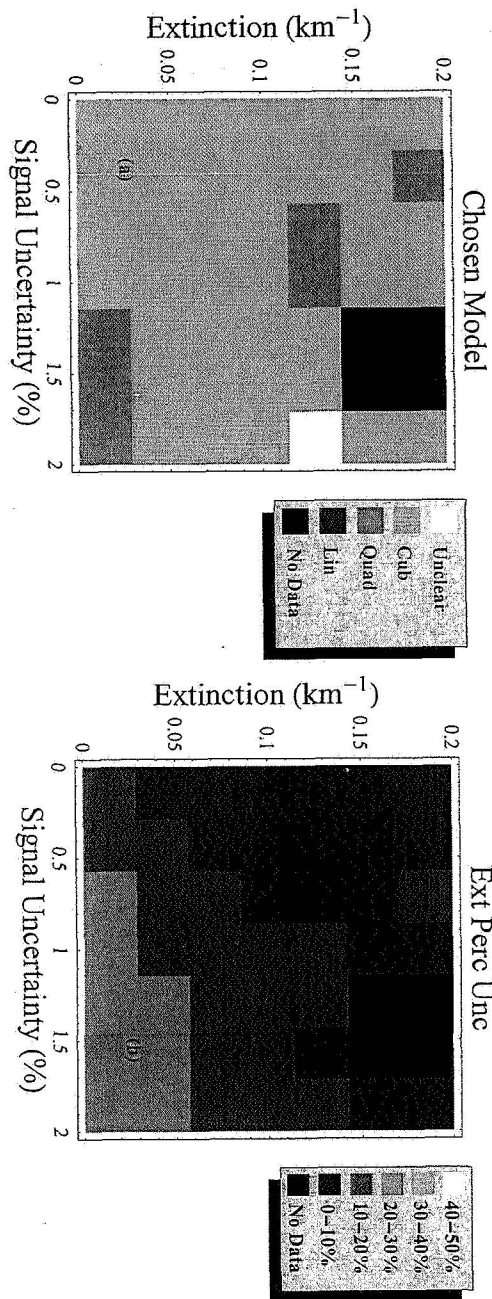 Chosen Model
Extinction (km⁻¹)
0.2
0.15
0.1
0.05
0
0
0.5
1
1.5
2
(a)
Signal Uncertainty (%)
Unclear
Cub
Quad
Lin
No Data
Ext Perc Unc
Extinction (km⁻¹)
0.2
0.15
0.1
0.05
0
0
0.5
1
1.5
2
(b)
Signal Uncertainty (%)
40-50%
30-40%
20-30%
10-20%
0-10%
No Data